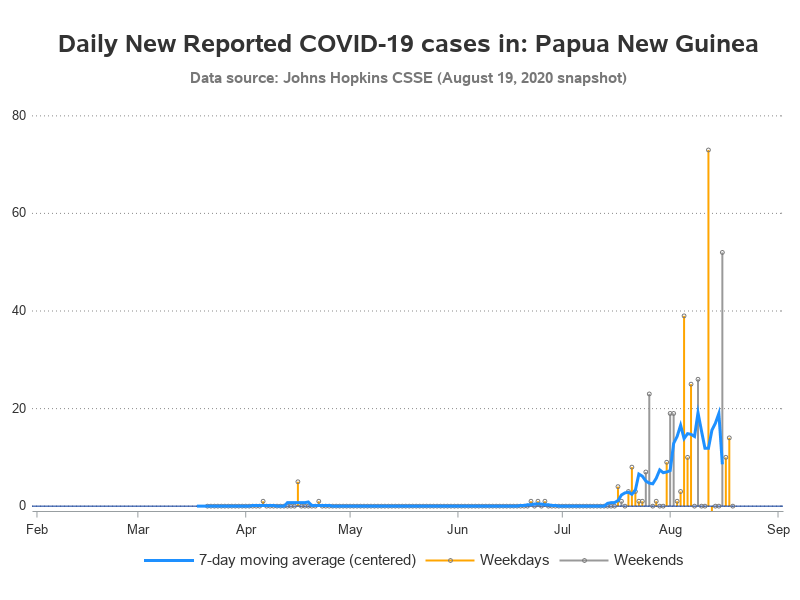 Daily New Reported COVID-19 cases in: Papua New Guinea
Data source: Johns Hopkins CSSE (August 19, 2020 snapshot)
80
60
40
20
0
Feb Mar Apr May Jun Jul Aug Sep
7-day moving average (centered) Weekdays Weekends